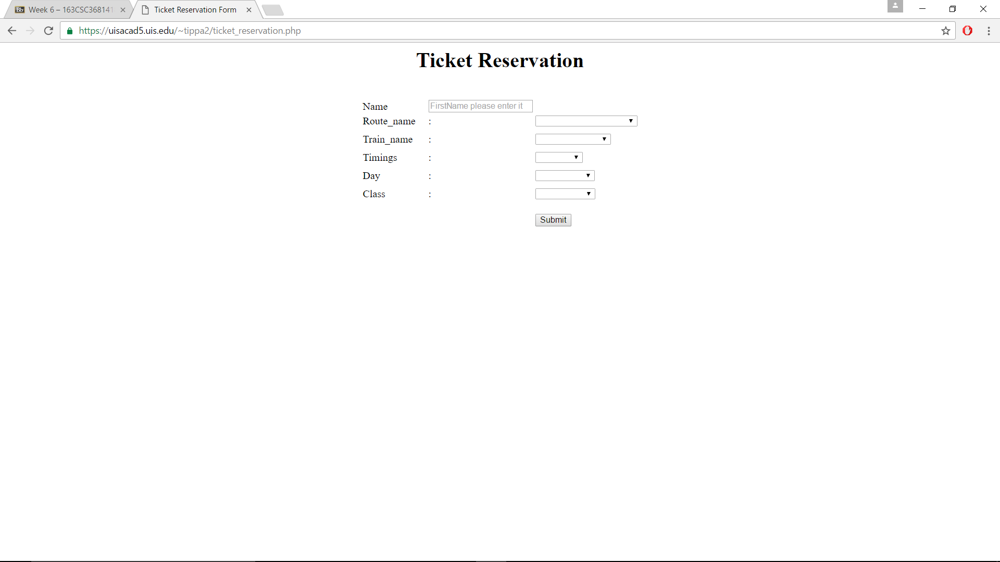 Week 6 – 163CSC368141
Ticket Reservation Form
https://uisacad5.uis.edu/~tippa2/ticket_reservation.php
Ticket Reservation
Name FirstName please enter it
Route_name :
Train_name :
Timings :
Day :
Class :
Submit